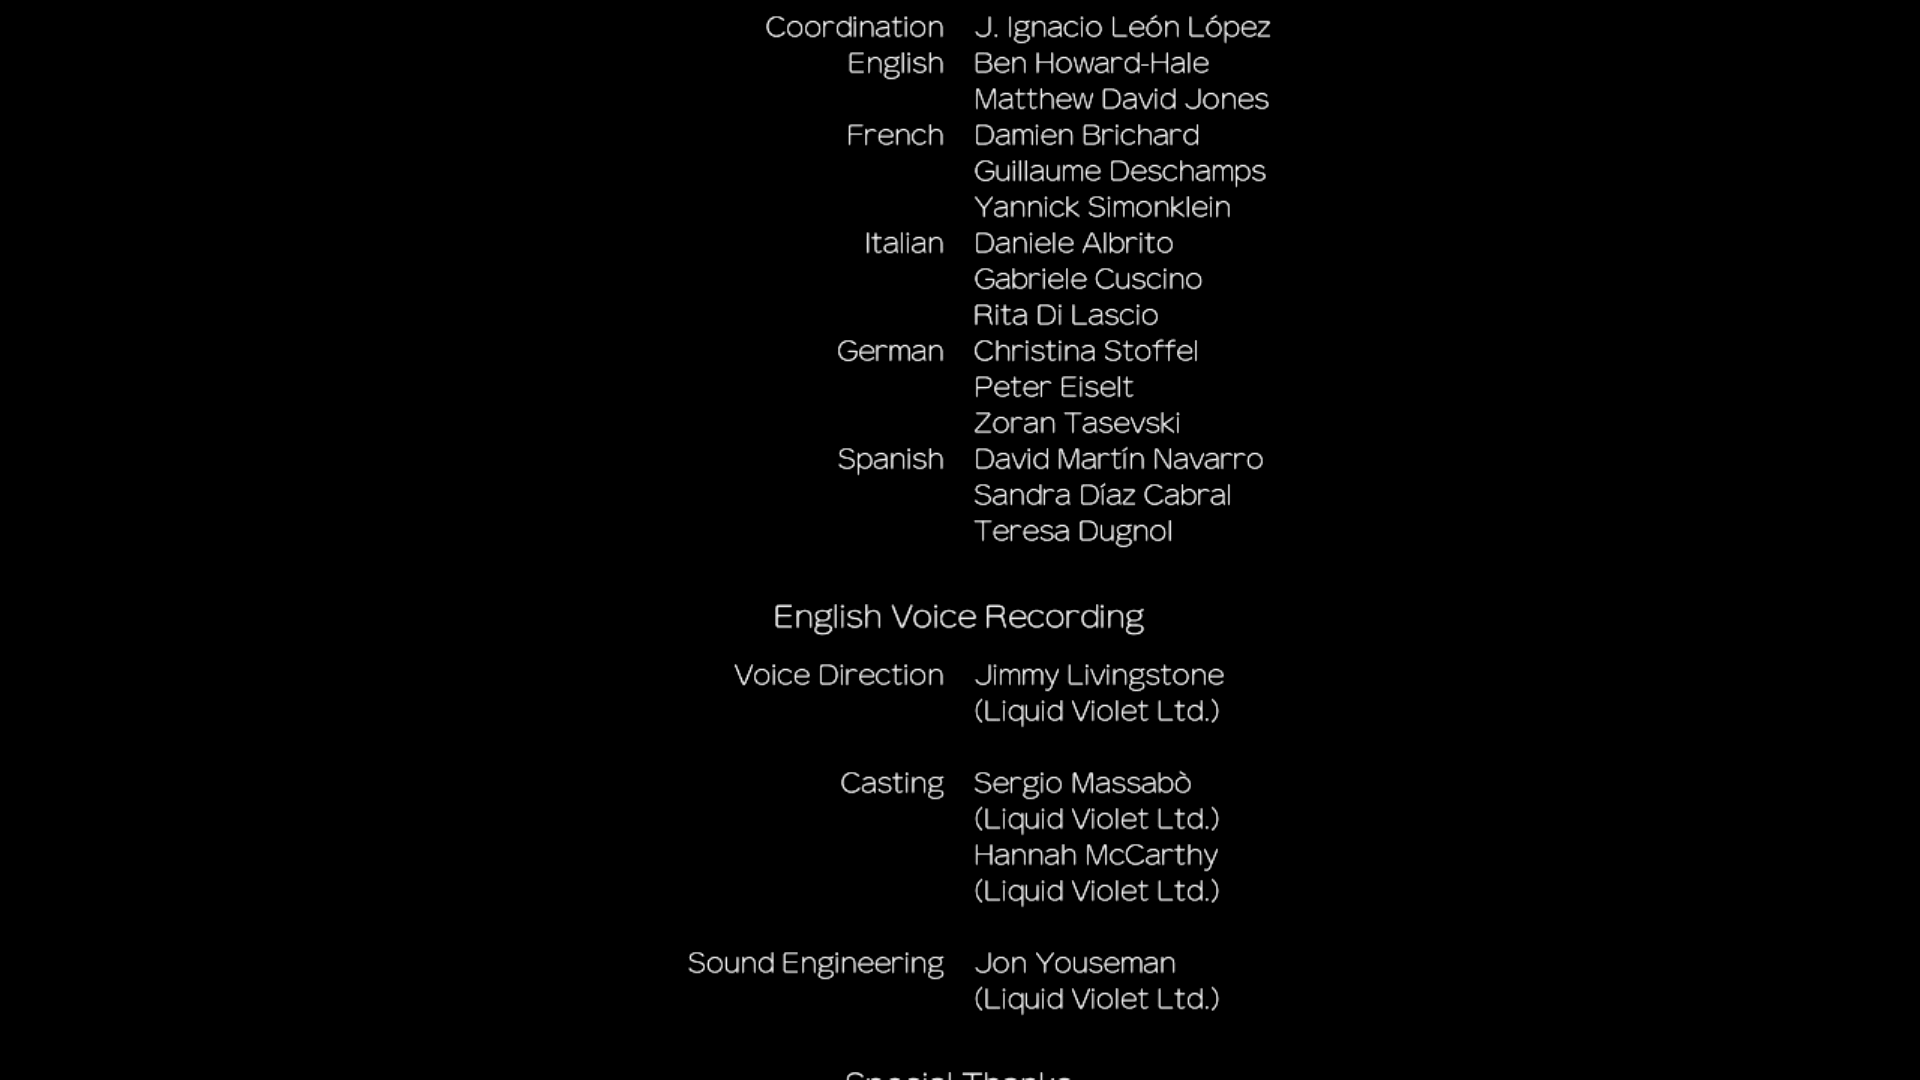 Coordination J. Ignacio León López
English Ben Howard-Hale
Matthew David Jones
French Damien Brichard
Guillaume Deschamps
Yannick Simonklein
Italian Daniele Albrito
Gabriele Cuscino
Rita Di Lascio
German Christina Stoffel
Peter Eiselt
Zoran Tasevski
Spanish David Martín Navarro
Sandra Díaz Cabral
Teresa Dugnol
English Voice Recording
Voice Direction Jimmy Livingstone
(Liquid Violet Ltd.)
Casting Sergio Massabò
(Liquid Violet Ltd.)
Hannah McCarthy
(Liquid Violet Ltd.)
Sound Engineering Jon Youseman
(Liquid Violet Ltd.)
Special Thanks